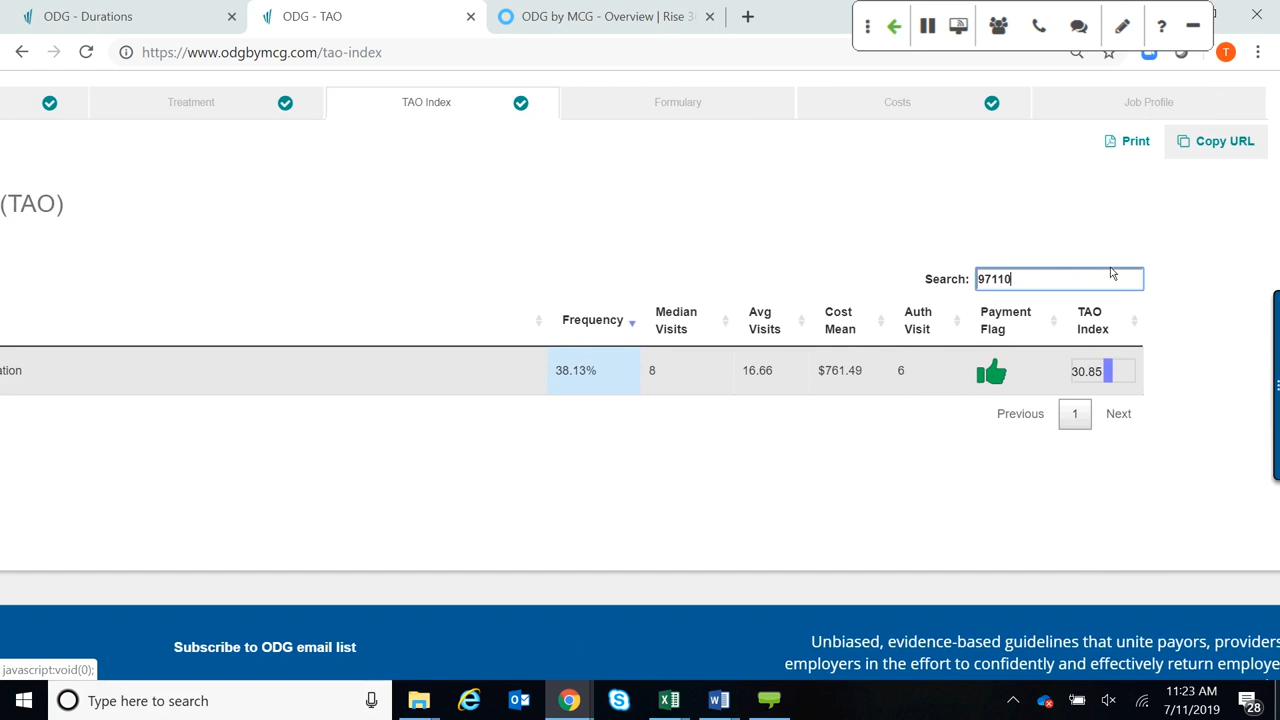 ODG - Durations
ODG - TAO
ODG by MCG - Overview | Rise 3
https://www.odgbymcg.com/tao-index
T
Treatment
TAO Index
Formulary
Costs
Job Profile
Print
Copy URL
(TAO)
Search: 97110
Frequency
Median Visits
Avg Visits
Cost Mean
Auth Visit
Payment Flag
TAO Index
ation
38.13%
8
16.66
$761.49
6
30.85
Previous
1
Next
Subscribe to ODG email list
Unbiased, evidence-based guidelines that unite payors, providers
employers in the effort to confidently and effectively return employe
javascript:void(0);
Type here to search
11:23 AM
7/11/2019
28